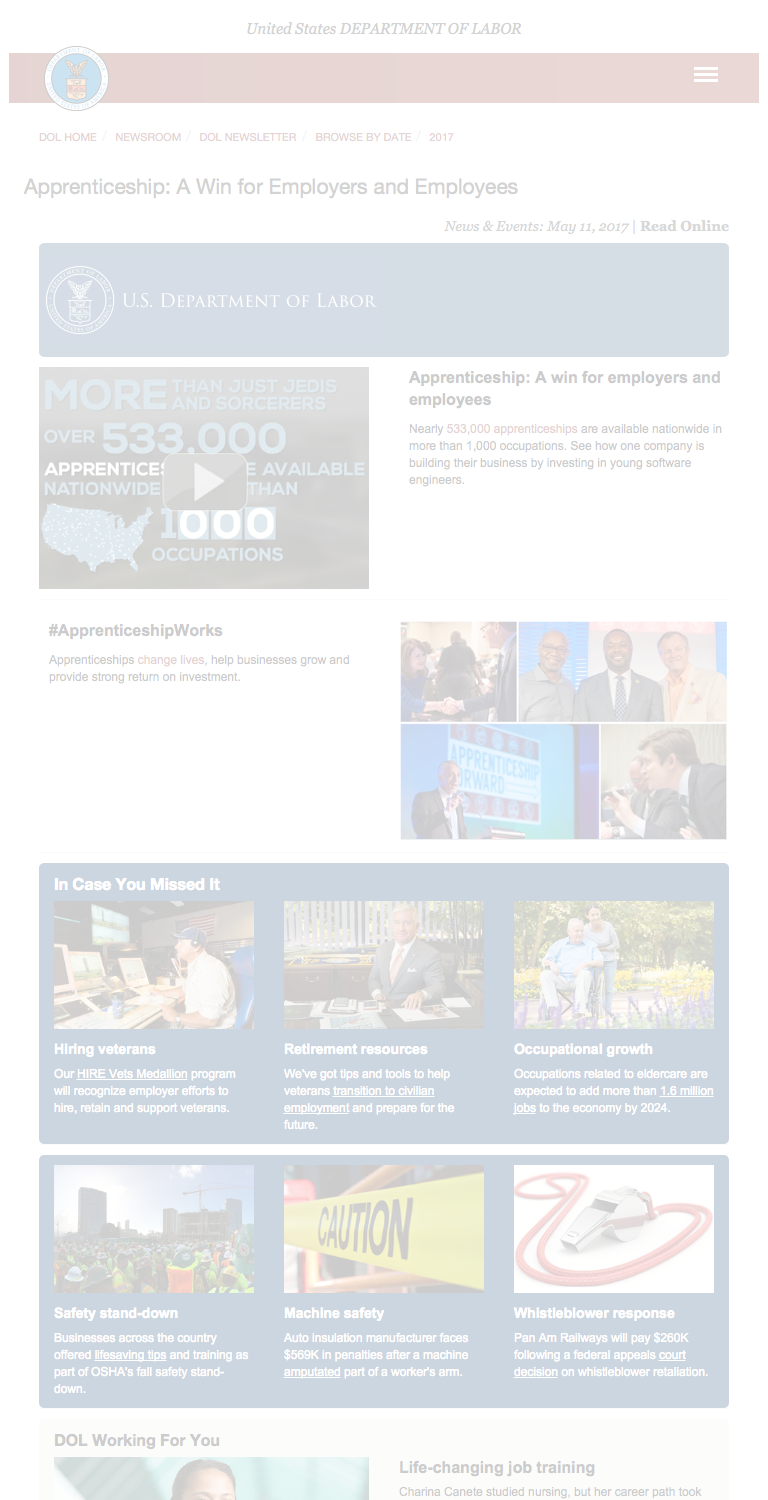 United States DEPARTMENT OF LABOR
DOL HOME / NEWSROOM / DOL NEWSLETTER / BROWSE BY DATE / 2017
Apprenticeship: A Win for Employers and Employees
News & Events: May 11, 2017 | Read Online
U.S. DEPARTMENT OF LABOR
MORE THAN JUST JEDIS
AND SORCERERS
OVER 533,000
AVAILABLE
NATIONWIDE THAN
1000
OCCUPATIONS
Apprenticeship: A win for employers and
employees
Nearly 533,000 apprenticeships are available nationwide in
more than 1,000 occupations. See how one company is
building their business by investing in young software
engineers.
#ApprenticeshipWorks
Apprenticeships change lives, help businesses grow and
provide strong return on investment.
APPRENTICESHIP
In Case You Missed It
Hiring veterans
Our HIRE Vets Medallion program
will recognize employer efforts to
hire, retain and support veterans.
Retirement resources
We've got tips and tools to help
veterans transition to civilian
employment and prepare for the
future.
Occupational growth
Occupations related to eldercare are
expected to add more than 1.6 million
jobs to the economy by 2024.
CAUTION
Safety stand-down
Businesses across the country
offered lifesaving tips and training as
part of OSHA's fall safety stand-
down.
Machine safety
Auto insulation manufacturer faces
$569K in penalties after a machine
amputated part of a worker's arm.
Whistleblower response
Pan Am Railways will pay $260K
following a federal appeals court
decision on whistleblower retaliation.
DOL Working For You
Life-changing job training
Charina Canete studied nursing, but her career path took